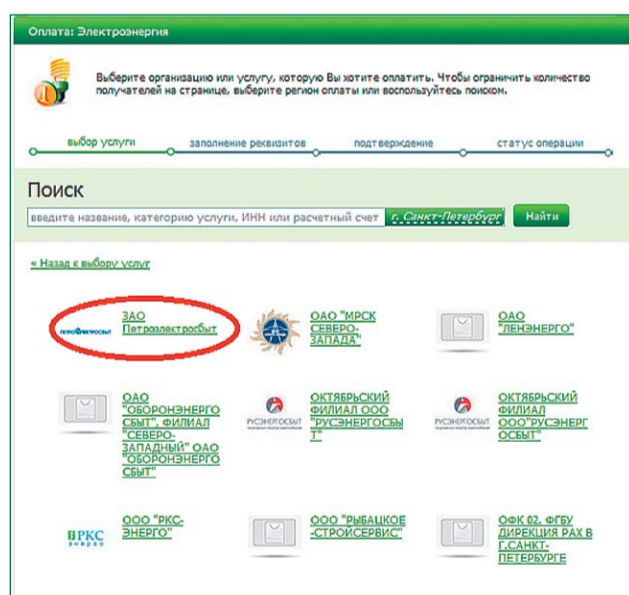 Оплата: Электроэнергия
Выберите организацию или услугу, которую Вы хотите оплатить. Чтобы ограничить количество
получателей на странице, выберите регион оплаты или воспользуйтесь поиском.
выбор услуги
заполнение реквизитов
подтверждение
статус операции
Поиск
введите название, категорию услуги, ИНН или расчетный счет
г. Санкт-Петербург
Найти
« Назад к выбору услуг
ПЕТРОЭЛЕКТРОСБЫТ
ЗАО
Петроэлектросбыт
ОАО "МРСК
СЕВЕРО-
ЗАПАДА"
ОАО
"ЛЕНЭНЕРГО"
ОАО
"ОБОРОНЭНЕРГО
СБЫТ", ФИЛИАЛ
"СЕВЕРО-
ЗАПАДНЫЙ" ОАО
"ОБОРОНЭНЕРГО
СБЫТ"
РУСЭНЕРГОСБЫТ
ОКТЯБРЬСКИЙ
ФИЛИАЛ ООО
"РУСЭНЕРГОСБЫ
Т"
РУСЭНЕРГОСБЫТ
ОКТЯБРЬСКИЙ
ФИЛИАЛ
ООО"РУСЭНЕРГ
ОСБЫТ"
РКС
энерго
ООО "РКС-
ЭНЕРГО"
ООО "РЫБАЦКОЕ
-СТРОЙСЕРВИС"
ОФК 02, ФГБУ
ДИРЕКЦИЯ РАХ В
Г.САНКТ-
ПЕТЕРБУРГЕ